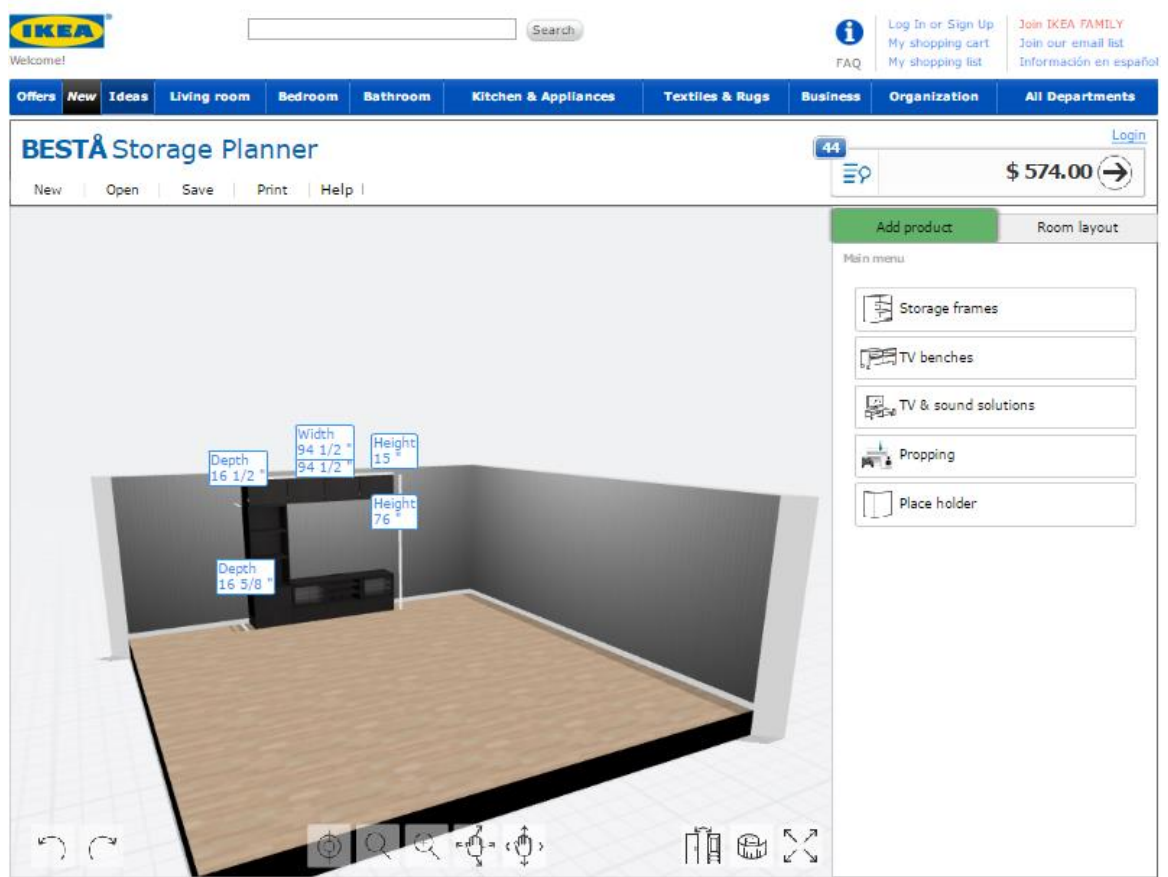 IKEA
Search
Welcome!
FAQ
Log In or Sign Up
My shopping cart
My shopping list
Join IKEA FAMILY
Join our email list
Información en español
Offers New Ideas Living room Bedroom Bathroom Kitchen & Appliances Textiles & Rugs Business Organization All Departments
BESTÅ Storage Planner
Login
44
$ 574.00
New Open Save Print Help
Add product Room layout
Main menu
Storage frames
TV benches
TV & sound solutions
Propping
Place holder
Width
94 1/2 "
94 1/2 "
Height
15 "
Depth
16 1/2 "
Height
76 "
Depth
16 5/8 "